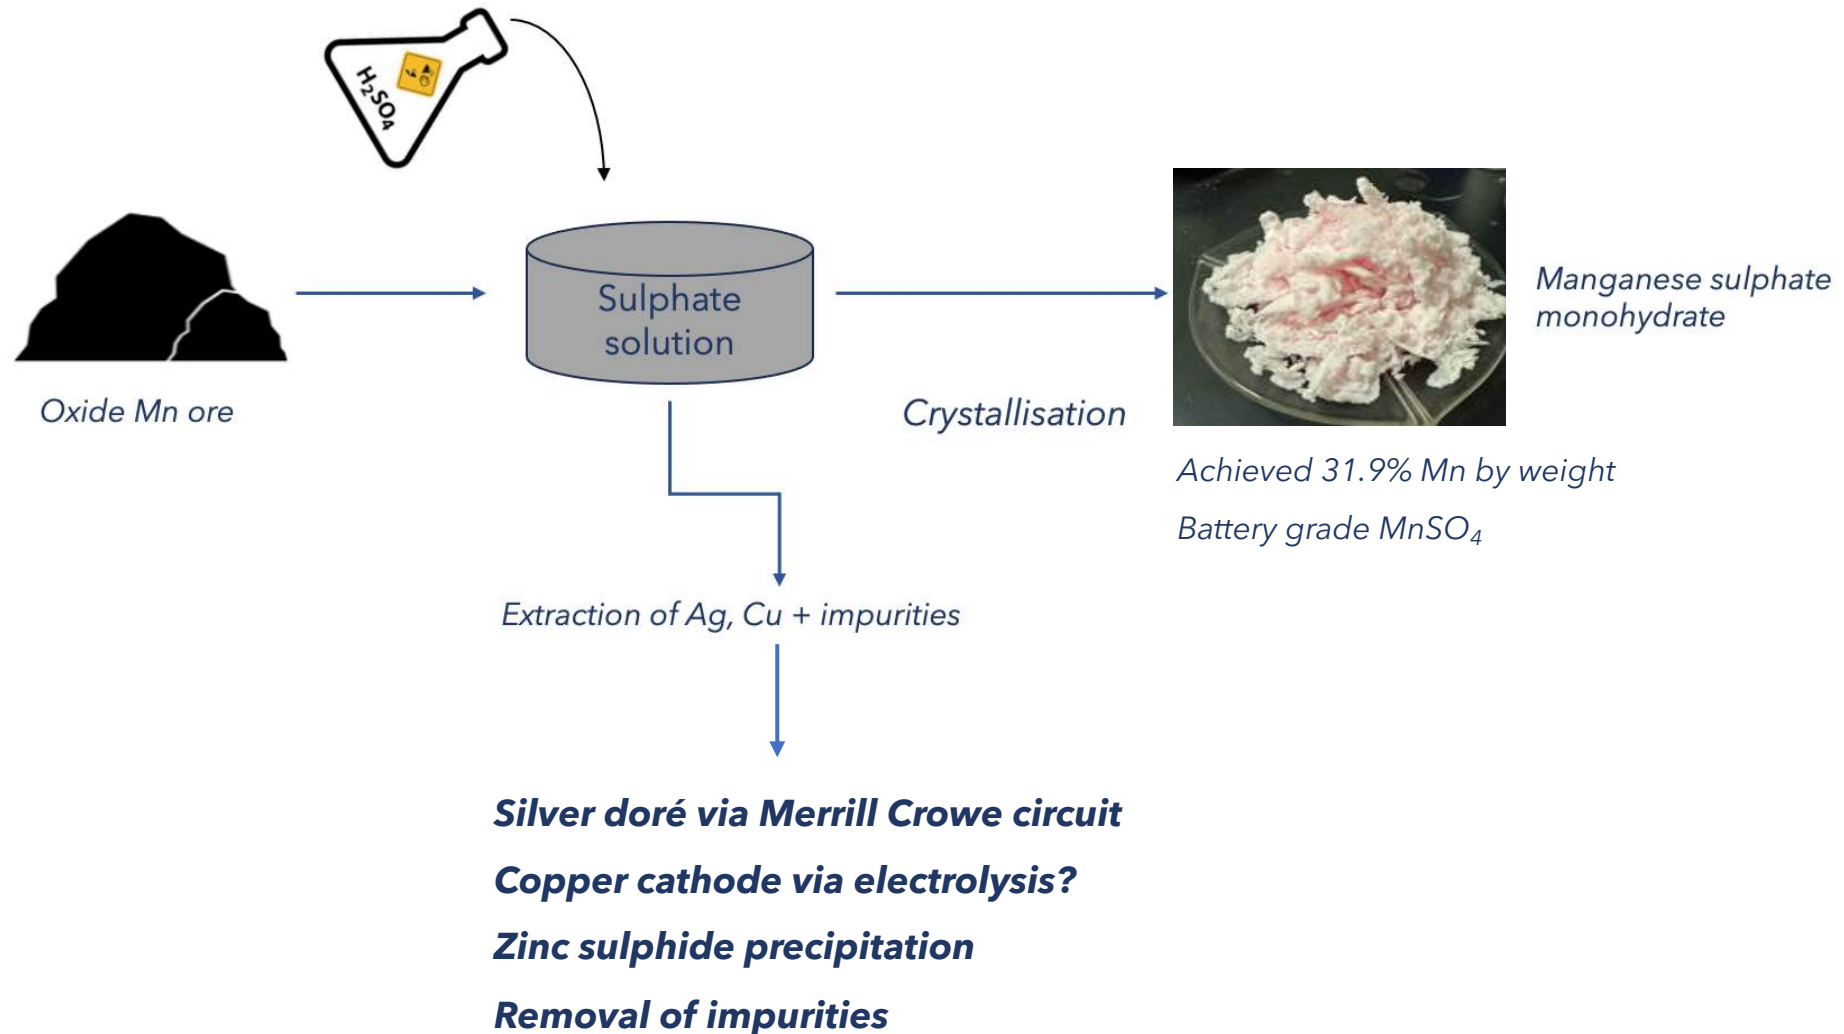 H₂SO₄
Oxide Mn ore
Sulphate
solution
Crystallisation
Manganese sulphate
monohydrate
Achieved 31.9% Mn by weight
Battery grade MnSO₄
Extraction of Ag, Cu + impurities
Silver doré via Merrill Crowe circuit
Copper cathode via electrolysis?
Zinc sulphide precipitation
Removal of impurities